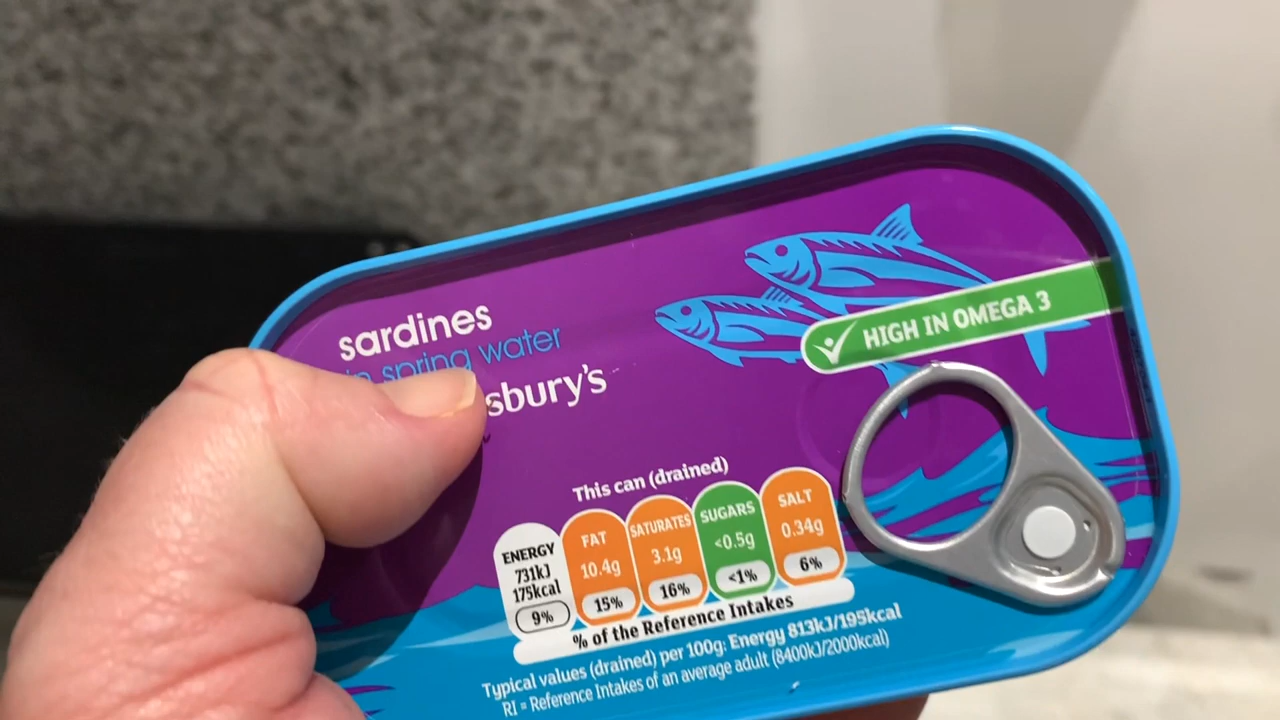 sardines
spring water
sbury's
HIGH IN OMEGA 3
This can (drained)
ENERGY
731kJ
175kcal
9%
FAT
10.4g
15%
SATURATES
3.1g
16%
SUGARS
<0.5g
<1%
SALT
0.34g
6%
% of the Reference Intakes
Typical values (drained) per 100g: Energy 813kJ/195kcal
RI = Reference Intakes of an average adult (8400kJ/2000kcal)